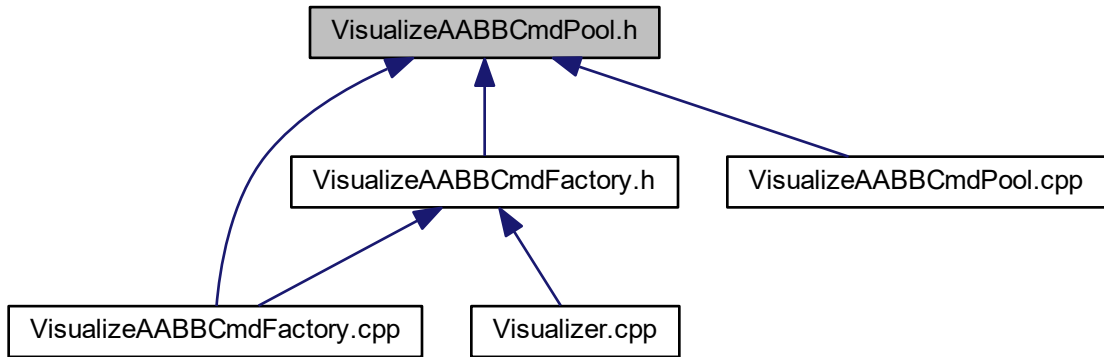 VisualizeAABBCmdPool.h
VisualizeAABBCmdFactory.h
VisualizeAABBCmdPool.cpp
VisualizeAABBCmdFactory.cpp
Visualizer.cpp